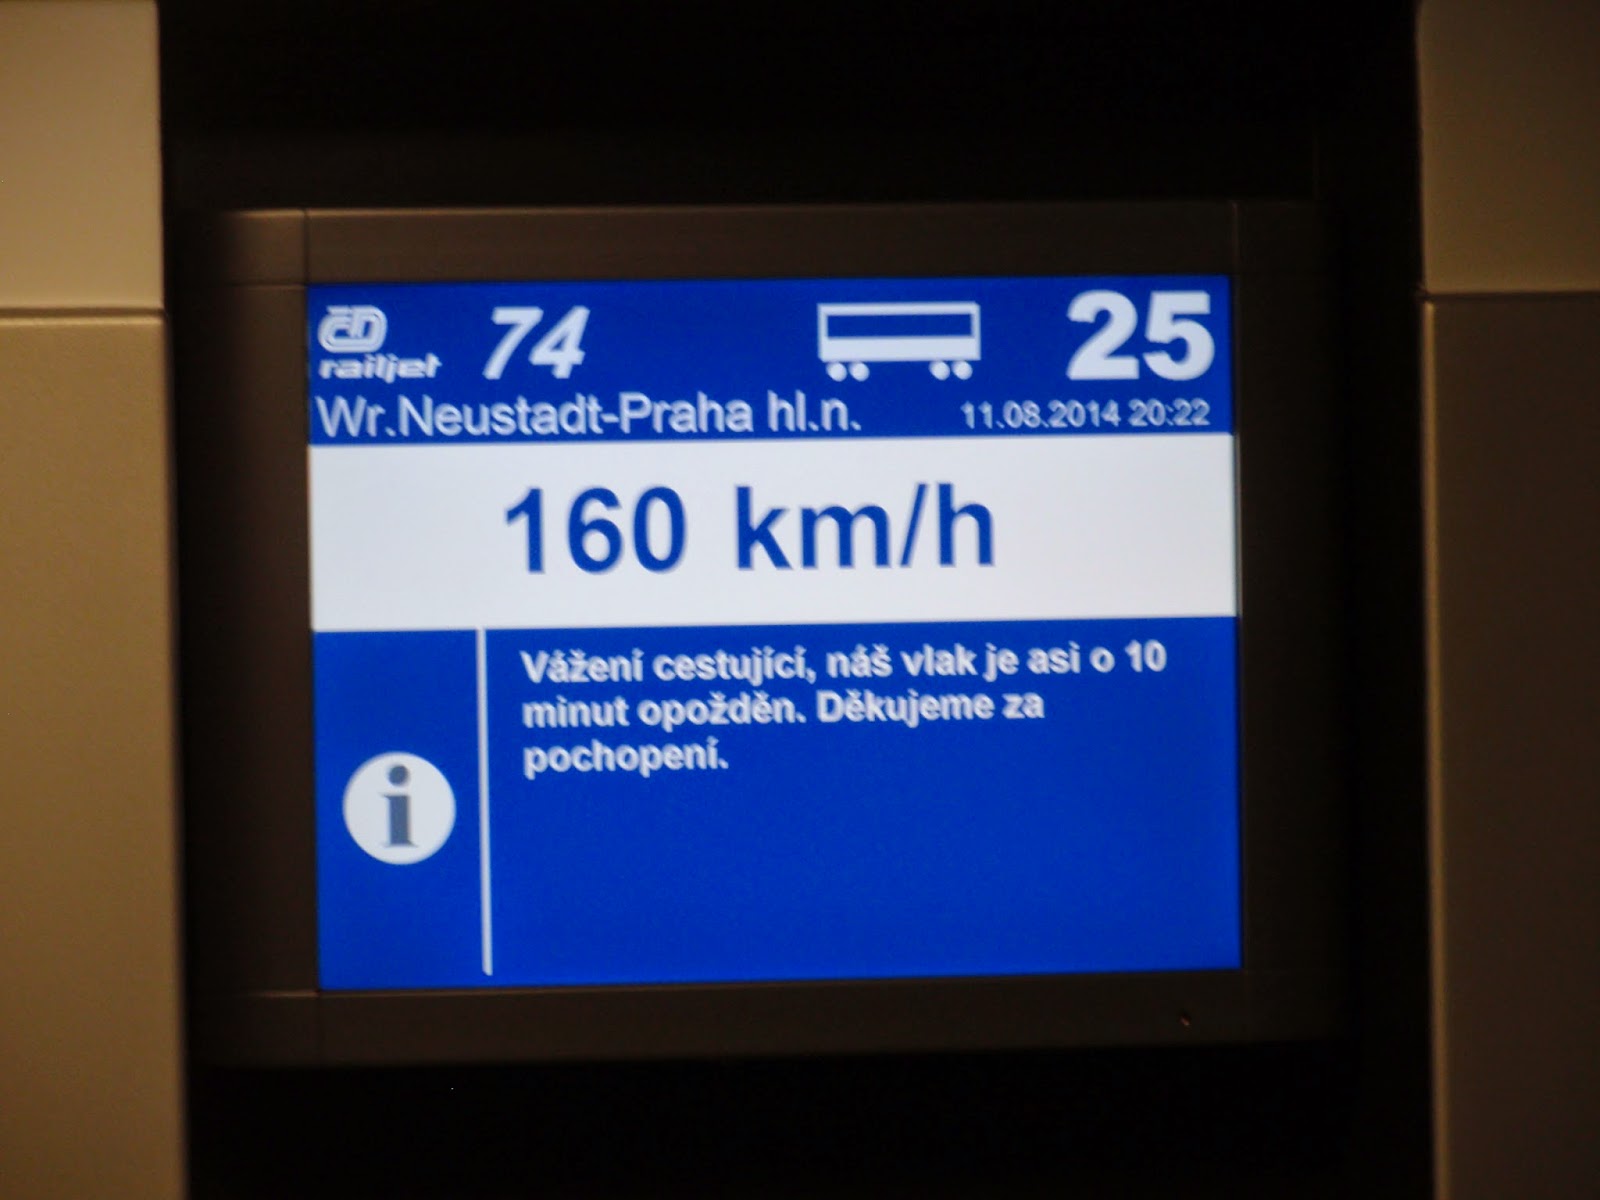 ČD 74 25
railjet
Wr.Neustadt-Praha hl.n. 11.08.2014 20:22
160 km/h
Vážení cestující, náš vlak je asi o 10
minut opožděn. Děkujeme za
pochopení.
i